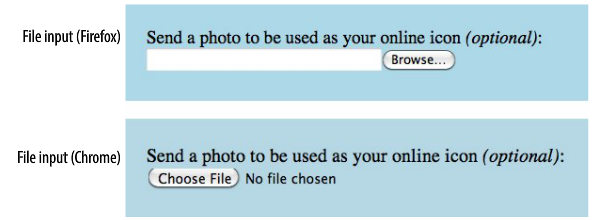 File input (Firefox)
Send a photo to be used as your online icon (optional):
Browse...
File input (Chrome)
Send a photo to be used as your online icon (optional):
Choose File No file chosen